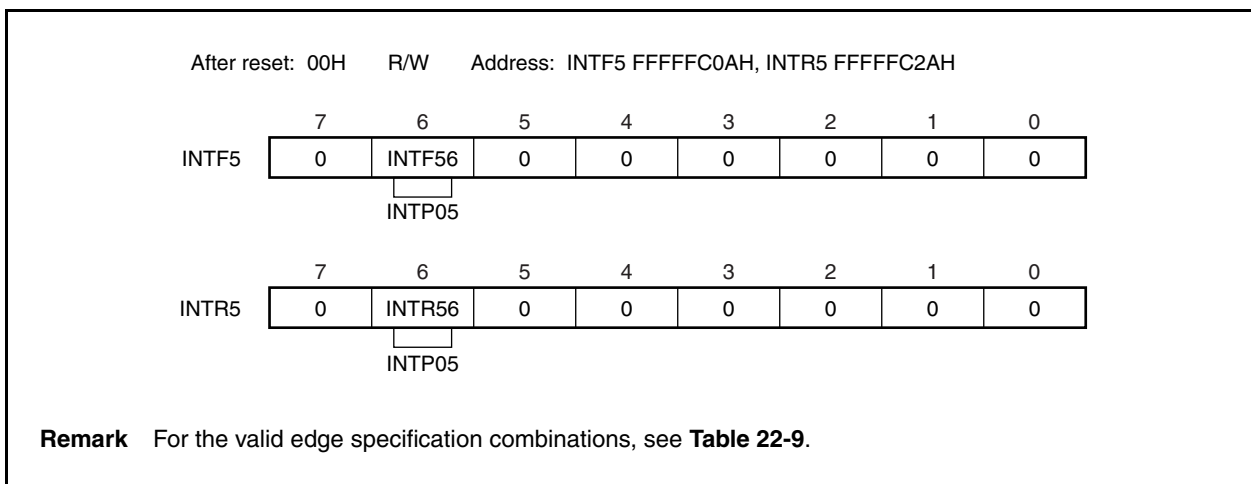 After reset: 00H R/W Address: INTF5 FFFFFC0AH, INTR5 FFFFFC2AH
7 6 5 4 3 2 1 0
INTF5 0 INTF56 0 0 0 0 0 0
INTP05
7 6 5 4 3 2 1 0
INTR5 0 INTR56 0 0 0 0 0 0
INTP05
Remark For the valid edge specification combinations, see Table 22-9.